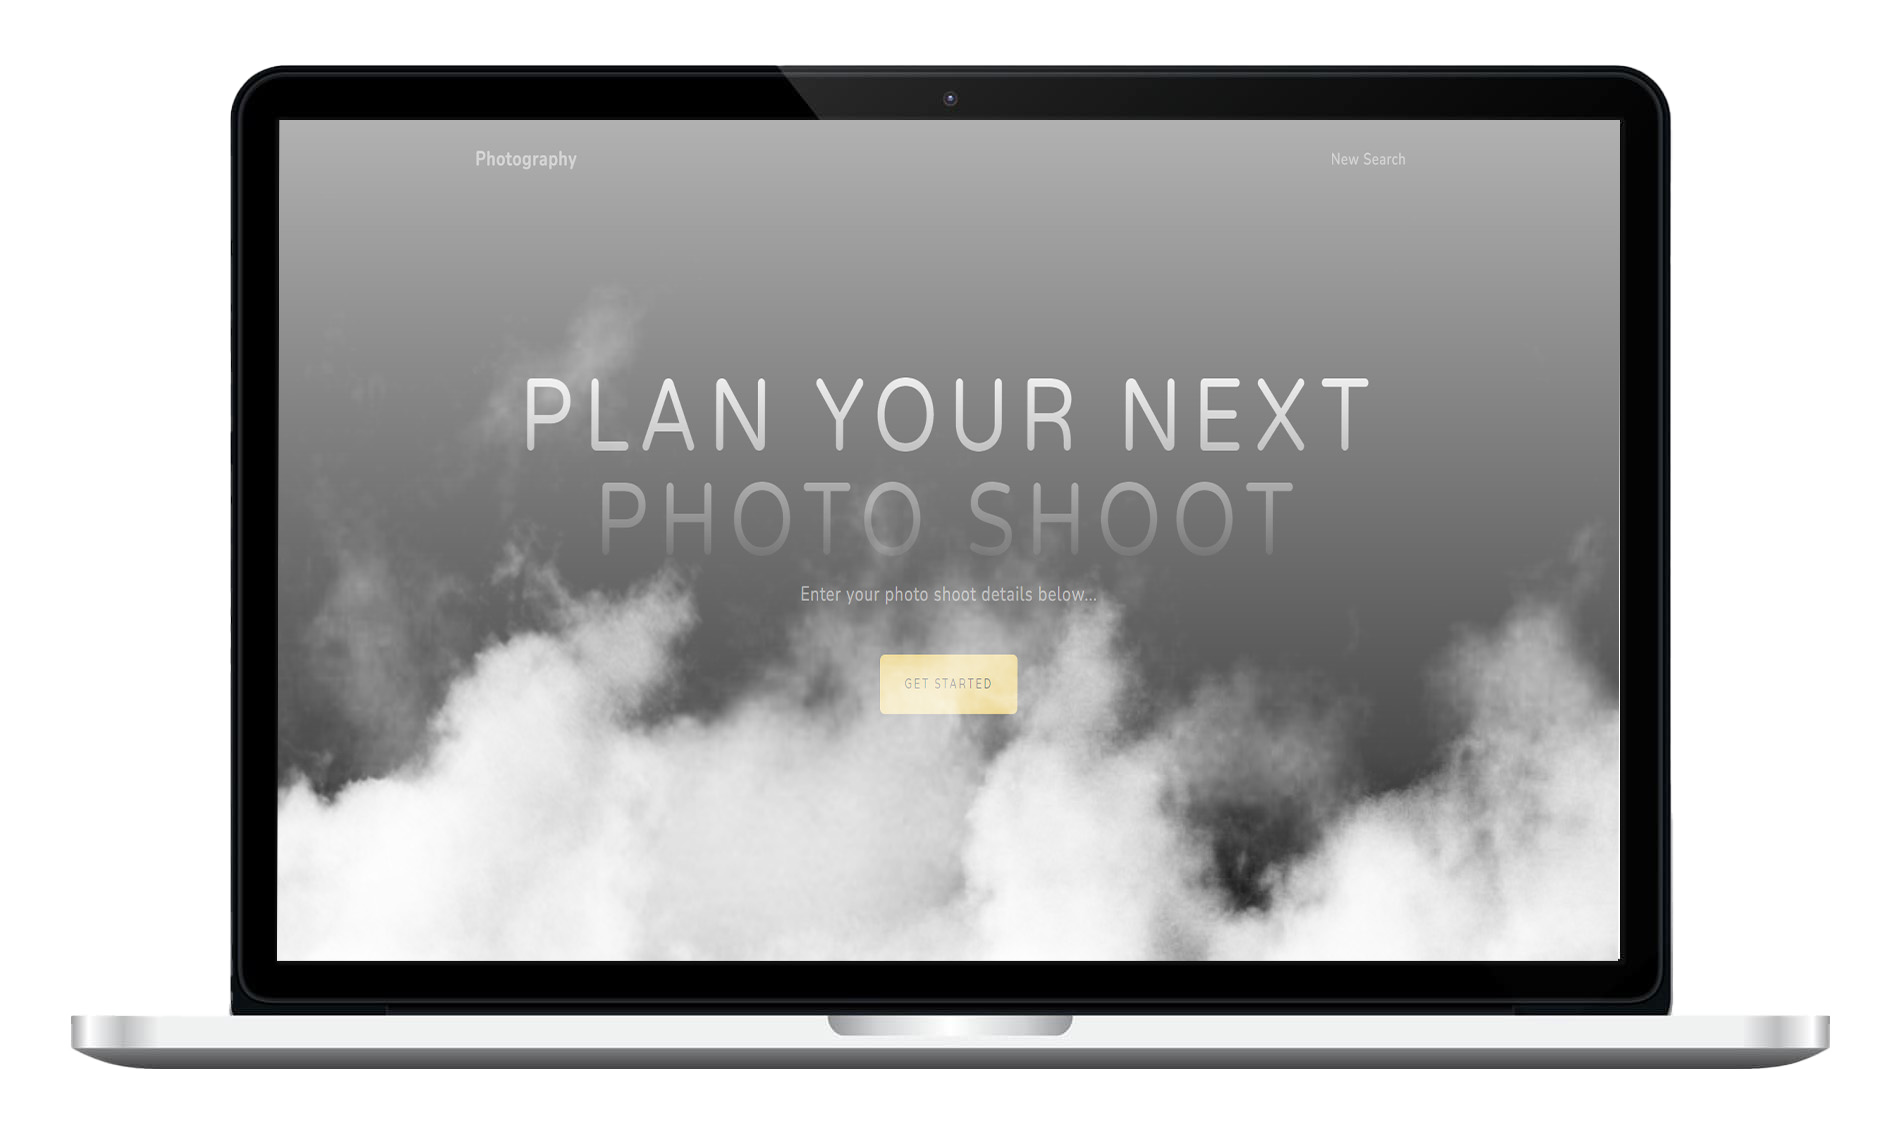 Photography
New Search
PLAN YOUR NEXT
PHOTO SHOOT
Enter your photo shoot details below...
GET STARTED